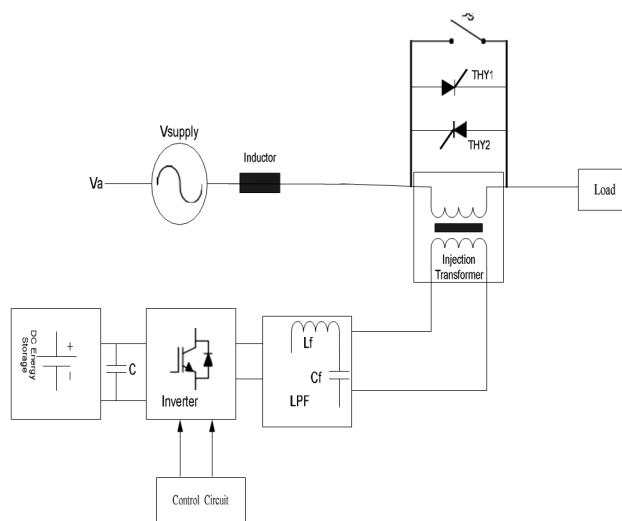 THY1
THY2
Vsupply
Inductor
Va
Load
Injection
Transformer
DC Energy
Storage
+
−
C
Inverter
Lf
Cf
LPF
Control Circuit